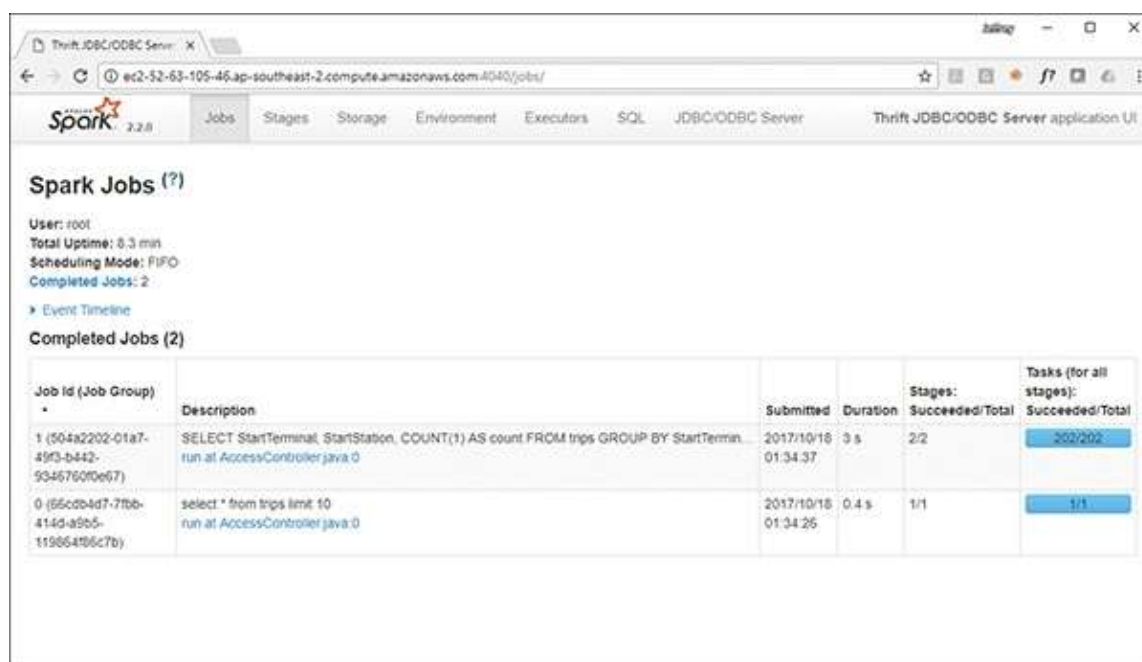 Thrift JDBC/ODBC Server
ec2-52-63-105-46.ap-southeast-2.compute.amazonaws.com:4040/jobs/
APACHE
Spark 2.2.0
Jobs Stages Storage Environment Executors SQL JDBC/ODBC Server Thrift JDBC/ODBC Server application UI
Spark Jobs (?)
User: root
Total Uptime: 8.3 min
Scheduling Mode: FIFO
Completed Jobs: 2
Event Timeline
Completed Jobs (2)
Job Id (Job Group) Description Submitted Duration Stages: Succeeded/Total Tasks (for all stages): Succeeded/Total
1 (504a2202-01a7-
49f3-b442-
9346760f0e67)
SELECT StartTerminal, StartStation, COUNT(1) AS count FROM trips GROUP BY StartTermin...
run at AccessController.java:0
2017/10/18
01:34:37
3 s
2/2
202/202
0 (66cdb4d7-7fbb-
414d-a9b5-
119864f86c7b)
select * from trips limit 10
run at AccessController.java:0
2017/10/18
01:34:26
0.4 s
1/1
1/1